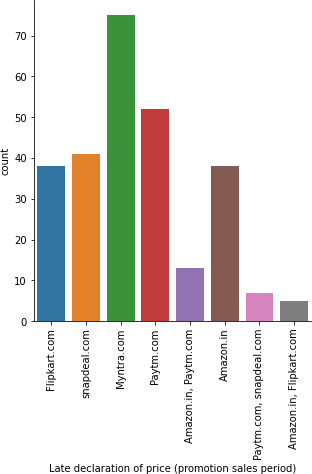 70
60
50
40
30
20
10
0
count
Flipkart.com
snapdeal.com
Myntra.com
Paytm.com
Amazon.in, Paytm.com
Amazon.in
Paytm.com, snapdeal.com
Amazon.in, Flipkart.com
Late declaration of price (promotion sales period)